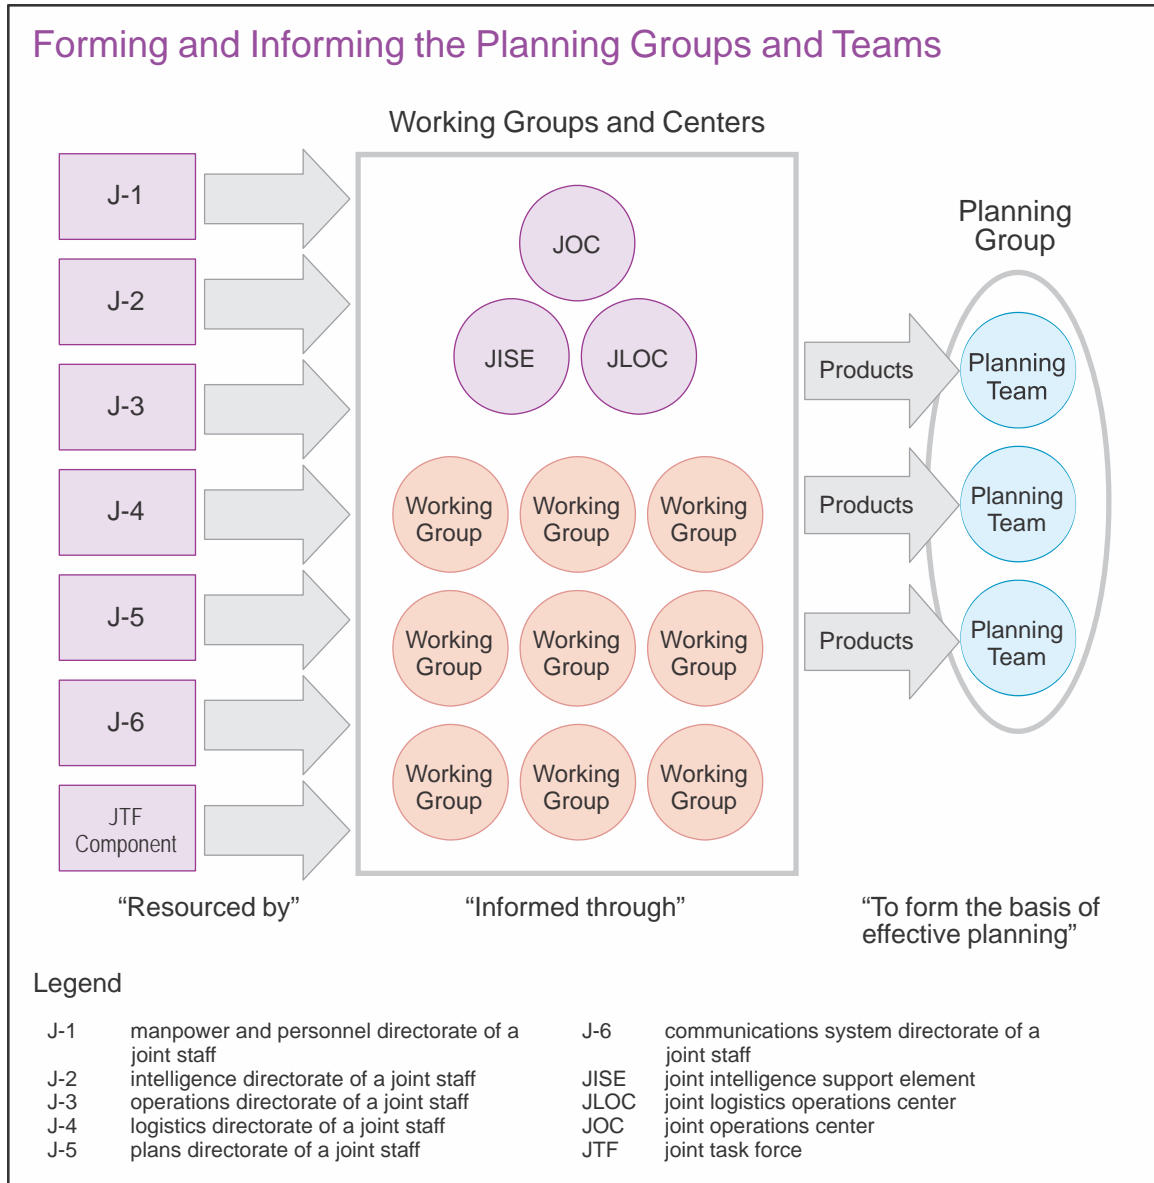 Forming and Informing the Planning Groups and Teams
Working Groups and Centers
J-1
J-2
J-3
J-4
J-5
J-6
JTF
Component
JOC
JISE
JLOC
Working
Group
Working
Group
Working
Group
Working
Group
Working
Group
Working
Group
Working
Group
Working
Group
Working
Group
Products
Products
Products
Planning
Group
Planning
Team
Planning
Team
Planning
Team
“Resourced by”
“Informed through”
“To form the basis of
effective planning”
Legend
J-1 manpower and personnel directorate of a
joint staff
J-2 intelligence directorate of a joint staff
J-3 operations directorate of a joint staff
J-4 logistics directorate of a joint staff
J-5 plans directorate of a joint staff
J-6 communications system directorate of a
joint staff
JISE joint intelligence support element
JLOC joint logistics operations center
JOC joint operations center
JTF joint task force